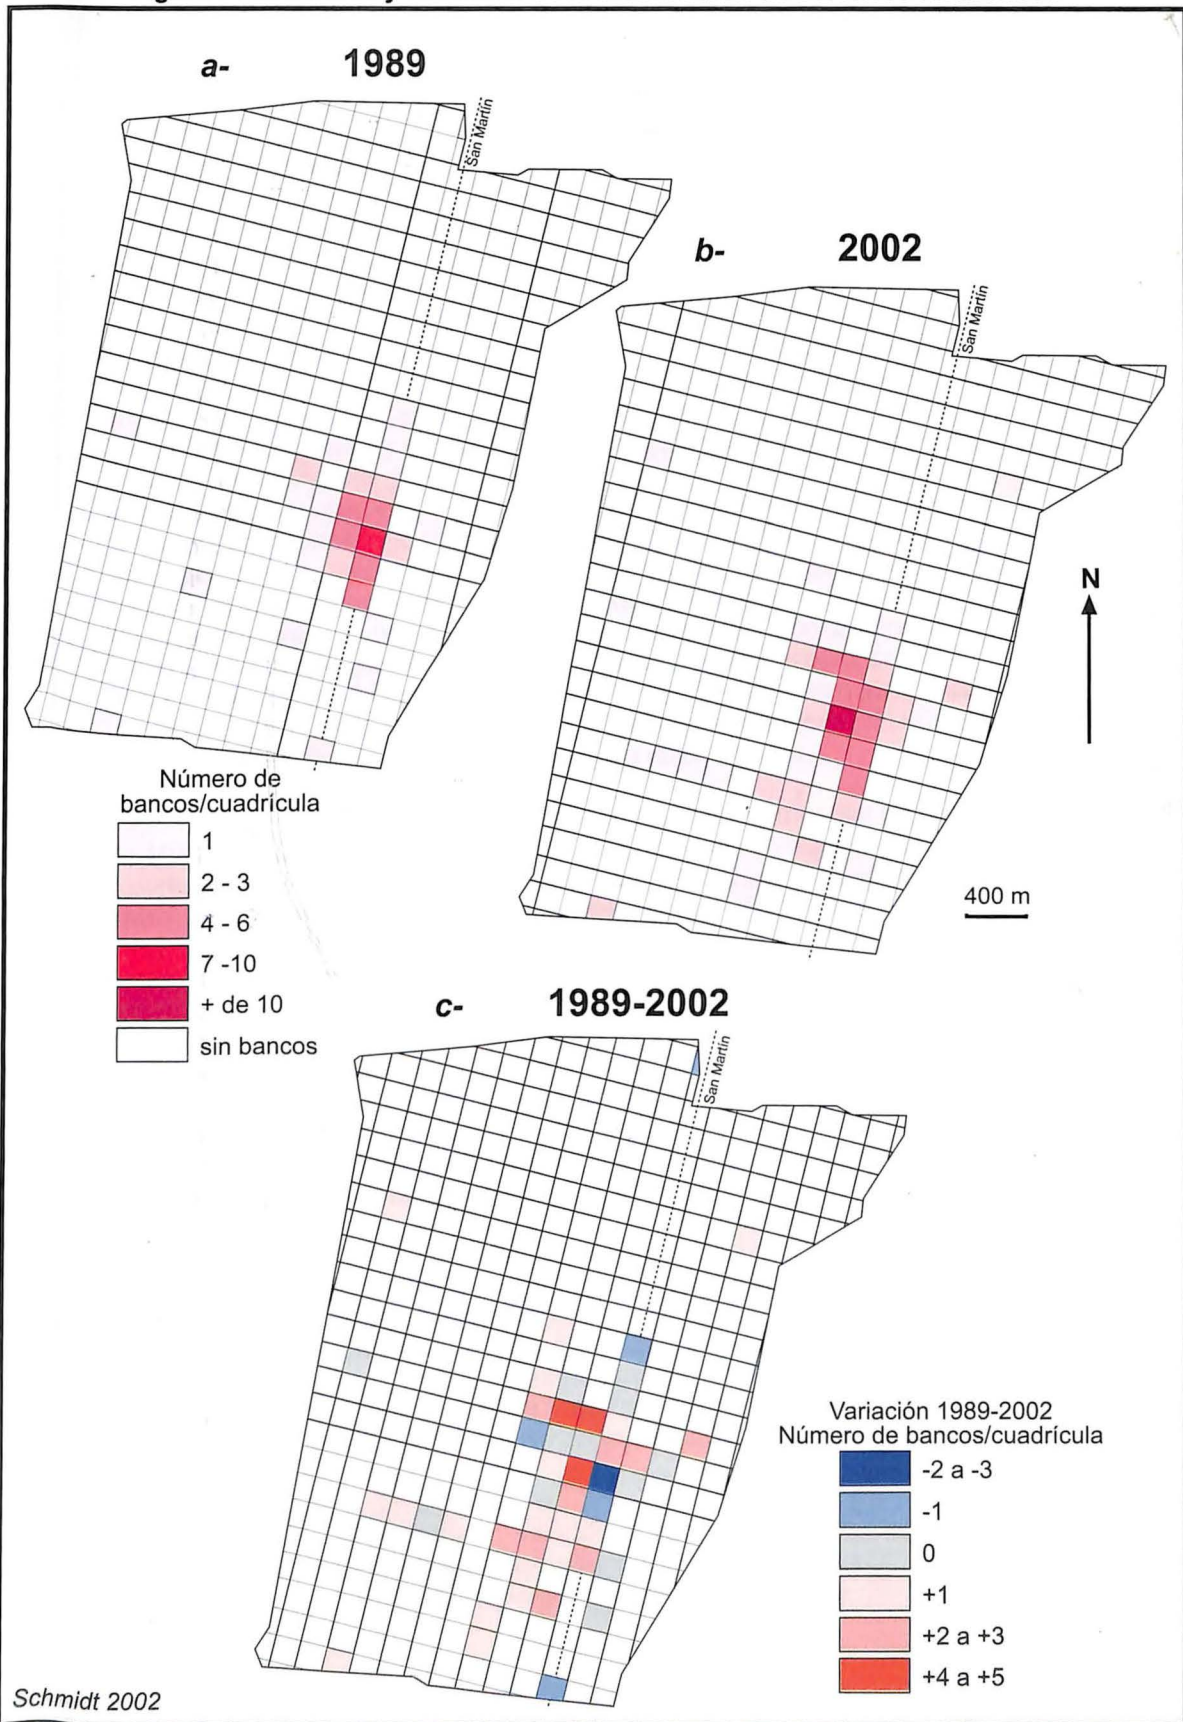 a- 1989
San Martín
b- 2002
San Martín
N
400 m
Número de
bancos/cuadrícula
1
2 - 3
4 - 6
7 -10
+ de 10
sin bancos
c- 1989-2002
San Martín
Variación 1989-2002
Número de bancos/cuadrícula
-2 a -3
-1
0
+1
+2 a +3
+4 a +5
Schmidt 2002